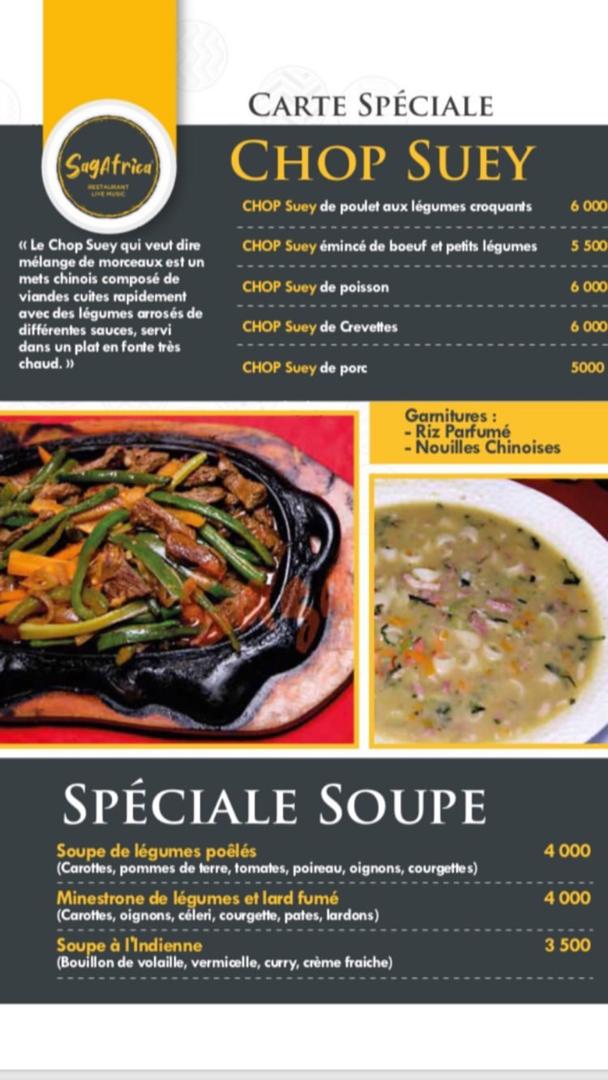 SagAfrica
RESTAURANT
LIVE MUSIC
CARTE SPÉCIALE
CHOP SUEY
« Le Chop Suey qui veut dire
mélange de morceaux est un
mets chinois composé de
viandes cuites rapidement
avec des légumes arrosés de
différentes sauces, servi
dans un plat en fonte très
chaud. »
CHOP Suey de poulet aux légumes croquants 6 000
CHOP Suey émincé de boeuf et petits légumes 5 500
CHOP Suey de poisson 6 000
CHOP Suey de Crevettes 6 000
CHOP Suey de porc 5000
Garnitures :
- Riz Parfumé
- Nouilles Chinoises
SPÉCIALE SOUPE
Soupe de légumes poêlés 4 000
(Carottes, pommes de terre, tomates, poireau, oignons, courgettes)
Minestrone de légumes et lard fumé 4 000
(Carottes, oignons, céleri, courgette, pates, lardons)
Soupe à l'Indienne 3 500
(Bouillon de volaille, vermicelle, curry, crème fraiche)